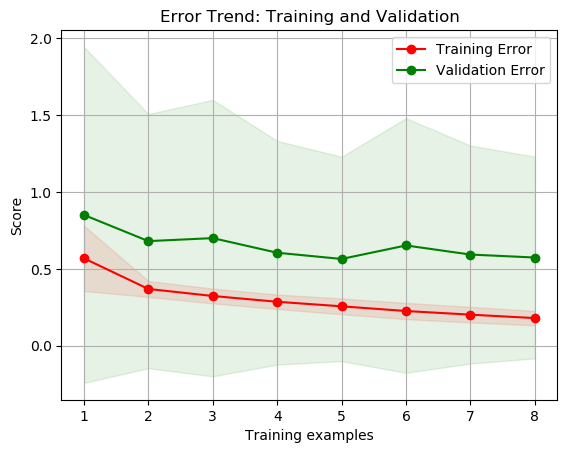 Error Trend: Training and Validation
Training Error
Validation Error
Score
2.0
1.5
1.0
0.5
0.0
1 2 3 4 5 6 7 8
Training examples